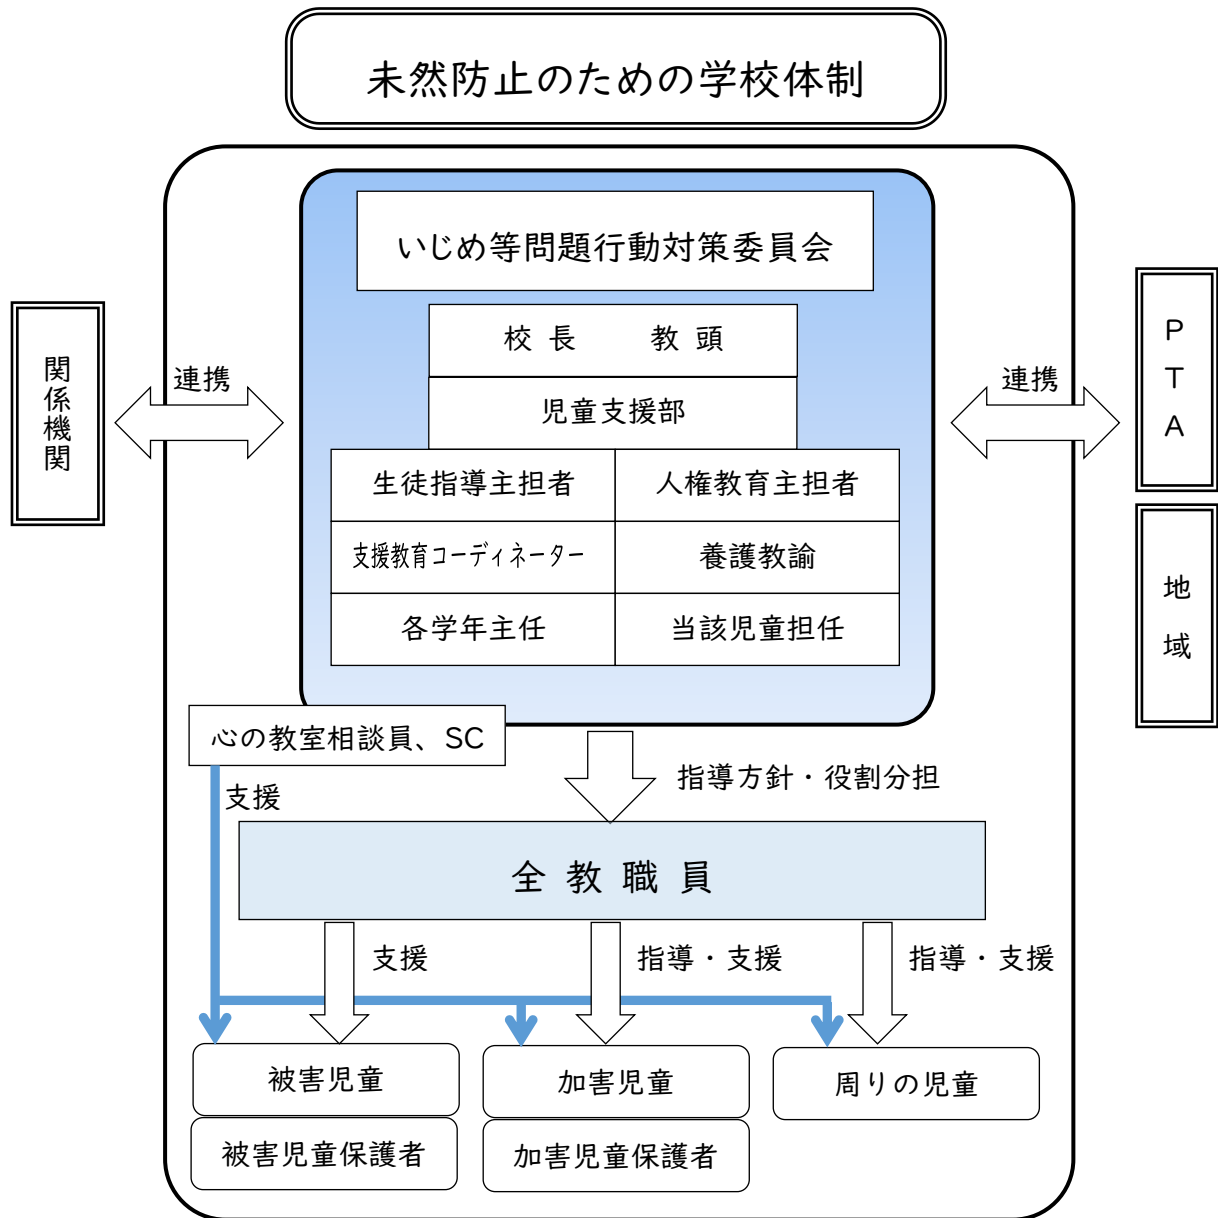 未然防止のための学校体制
いじめ等問題行動対策委員会
校長 教頭
児童支援部
生徒指導主担者 人権教育主担者
支援教育コーディネーター 養護教諭
各学年主任 当該児童担任
関係機関
連携
連携
PTA
地域
心の教室相談員、SC
支援
指導方針・役割分担
全教職員
支援
指導・支援
指導・支援
被害児童
加害児童
周りの児童
被害児童保護者
加害児童保護者